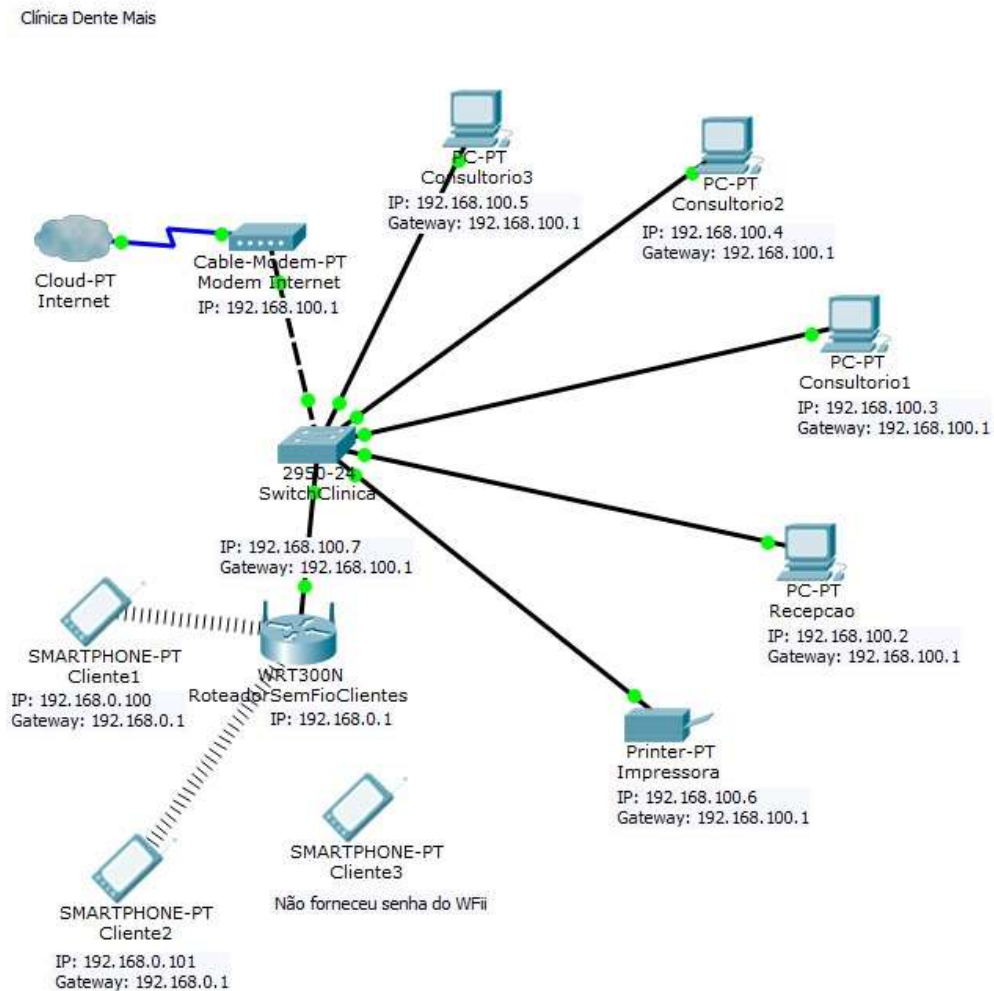 Clínica Dente Mais
PC-PT
Consultorio3
IP: 192.168.100.5
Gateway: 192.168.100.1
PC-PT
Consultorio2
IP: 192.168.100.4
Gateway: 192.168.100.1
Cloud-PT
Internet
Cable-Modem-PT
Modem Internet
IP: 192.168.100.1
PC-PT
Consultorio1
IP: 192.168.100.3
Gateway: 192.168.100.1
2950-24
SwitchClinica
IP: 192.168.100.7
Gateway: 192.168.100.1
PC-PT
Recepcao
IP: 192.168.100.2
Gateway: 192.168.100.1
SMARTPHONE-PT
Cliente1
IP: 192.168.0.100
Gateway: 192.168.0.1
WRT300N
RoteadorSemFioClientes
IP: 192.168.0.1
Printer-PT
Impressora
IP: 192.168.100.6
Gateway: 192.168.100.1
SMARTPHONE-PT
Cliente3
Não forneceu senha do WFii
SMARTPHONE-PT
Cliente2
IP: 192.168.0.101
Gateway: 192.168.0.1